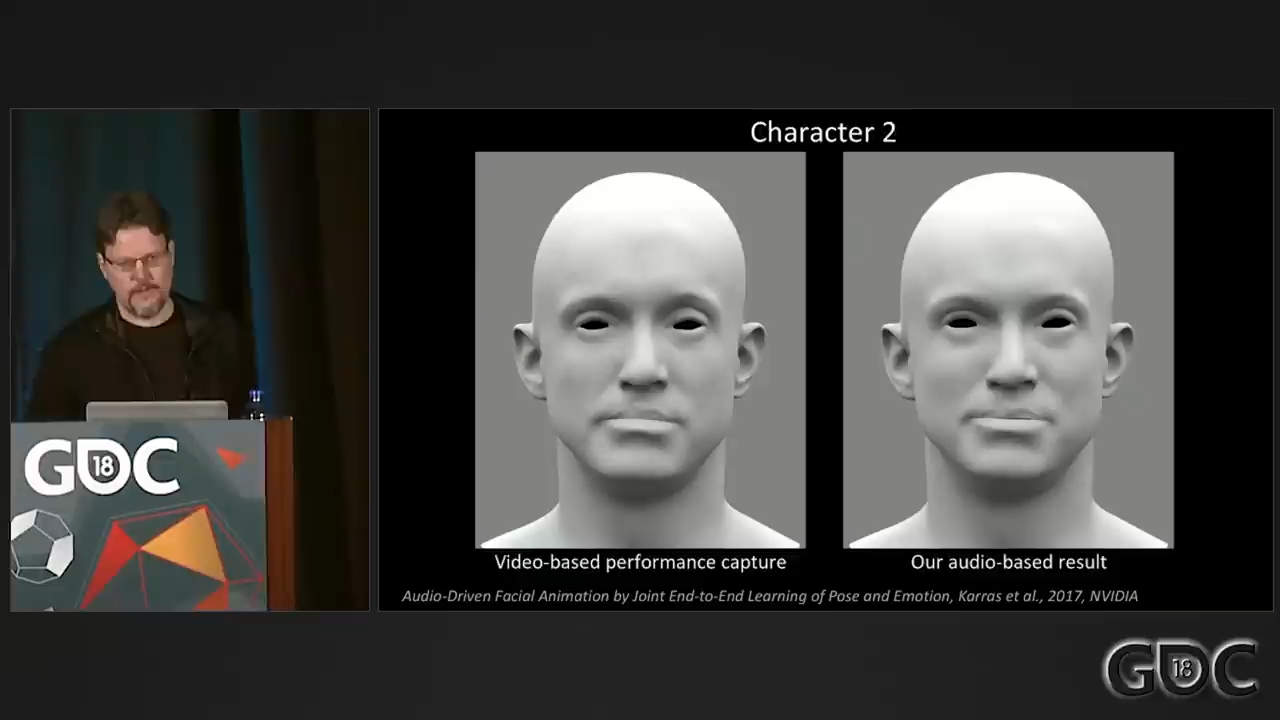 Character 2
Video-based performance capture
Our audio-based result
Audio-Driven Facial Animation by Joint End-to-End Learning of Pose and Emotion, Karras et al., 2017, NVIDIA
GDC
18
GDC
18